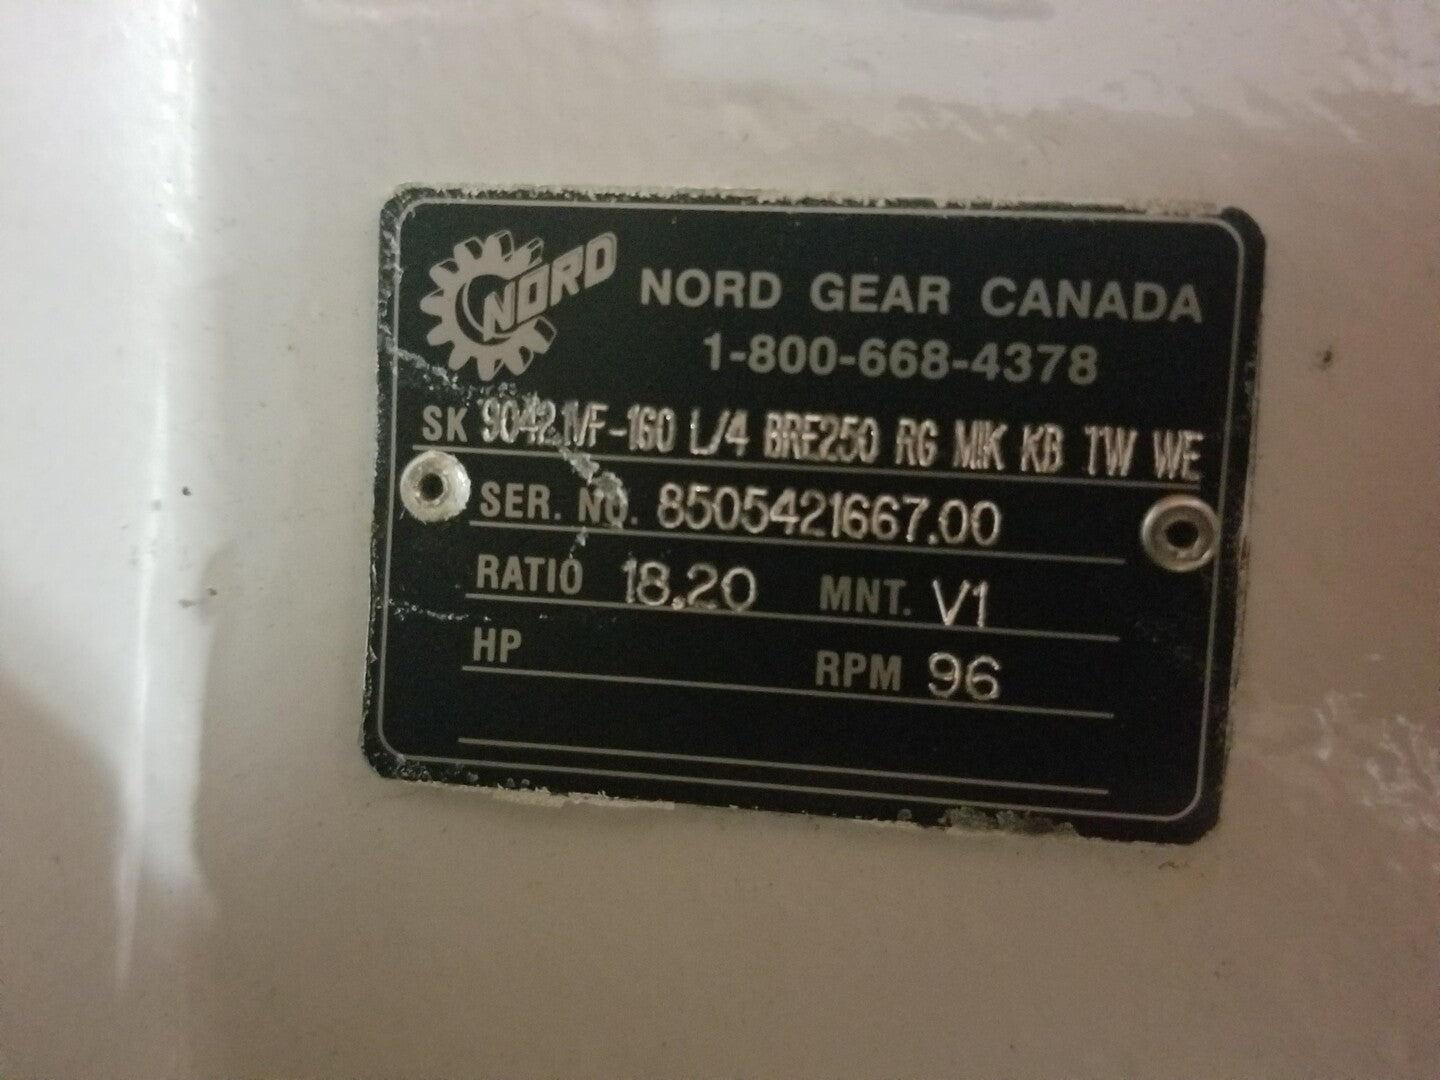 NORD
NORD GEAR CANADA
1-800-668-4378
SK 9042.1VF-160 L/4 BRE250 RG MIK KB TW WE
SER. NO. 8505421667.00
RATIO 18.20 MNT. V1
HP RPM 96